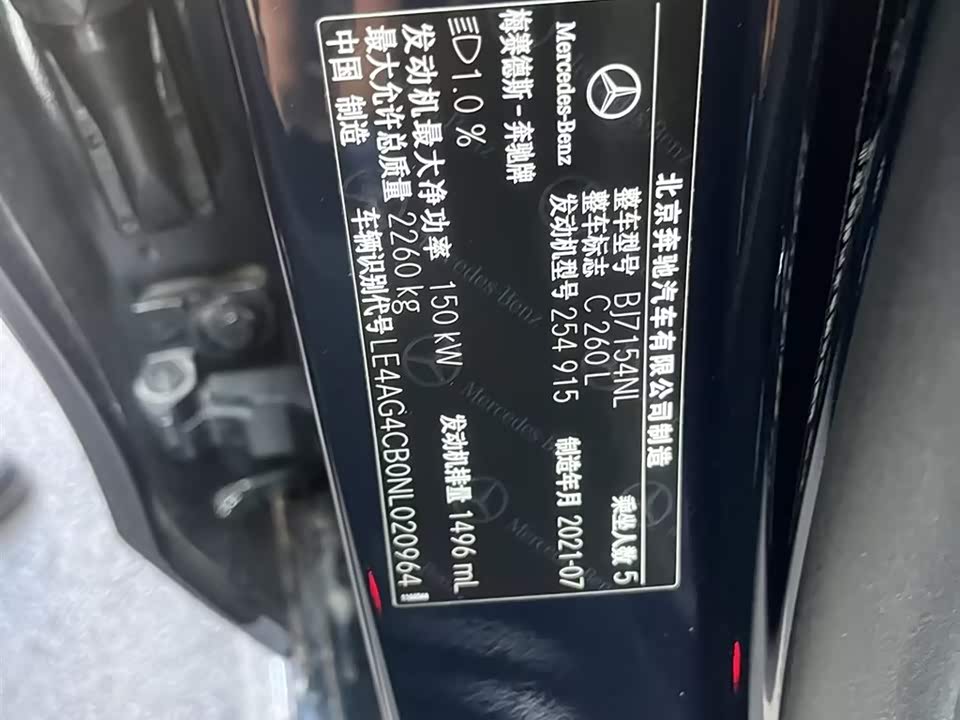 北京奔驰汽车有限公司制造
Mercedes-Benz
梅赛德斯-奔驰牌
整车型号 BJ7154NL 乘坐人数 5
整车标志 C 260 L
发动机型号 254 915 制造年月 2021-07
1.0 %
发动机最大净功率 150 kW 发动机排量 1496 mL
最大允许总质量 2260 kg
中国 制造 车辆识别代号 LE4AG4CB0NL020964